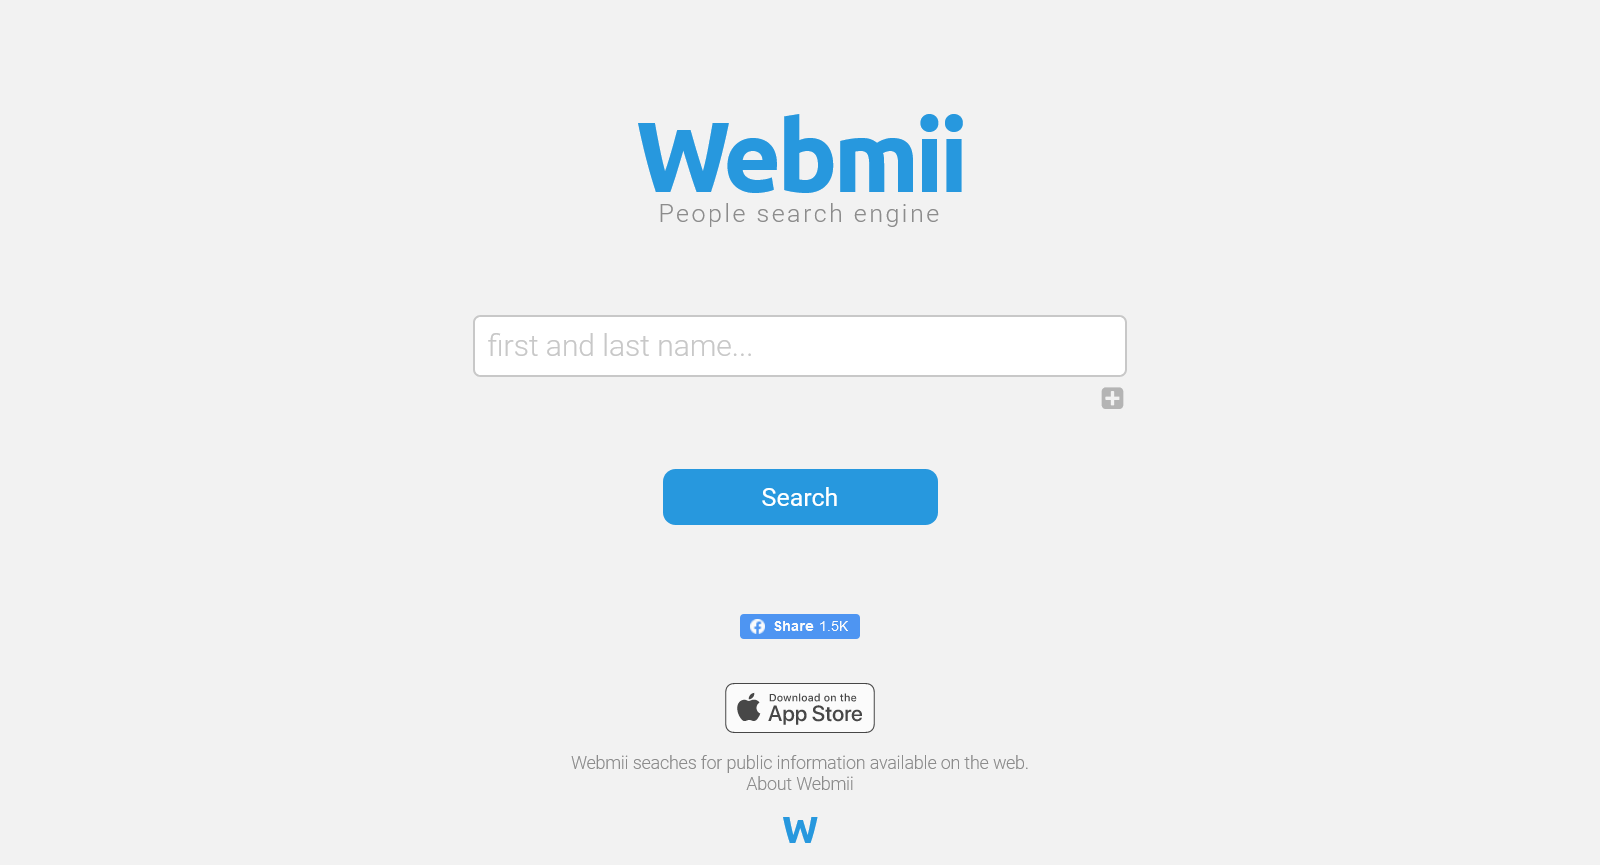 Webmii
People search engine
first and last name...
Search
Share 1.5K
Download on the
App Store
Webmii seaches for public information available on the web.
About Webmii
W